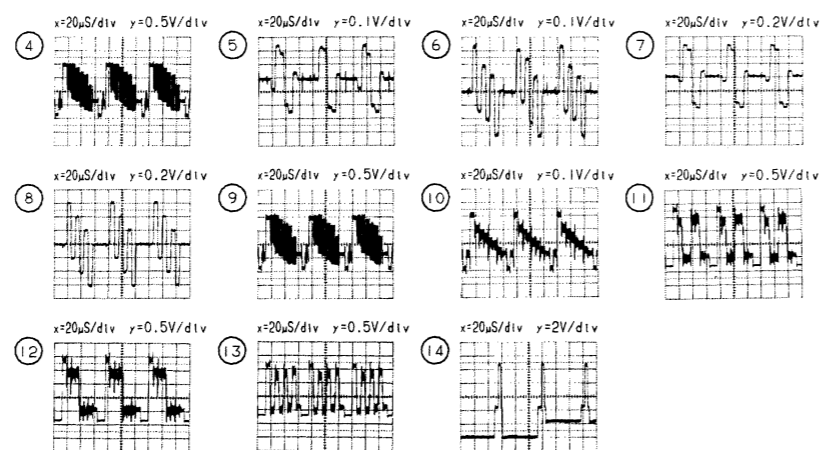 x=20μS/div y=0.5V/div
x=20μS/div y=0.1V/div
x=20μS/div y=0.1V/div
x=20μS/div y=0.2V/div
4
5
6
7
x=20μS/div y=0.2V/div
x=20μS/div y=0.5V/div
x=20μS/div y=0.1V/div
x=20μS/div y=0.5V/div
8
9
10
11
x=20μS/div y=0.5V/div
x=20μS/div y=0.5V/div
x=20μS/div y=2V/div
12
13
14